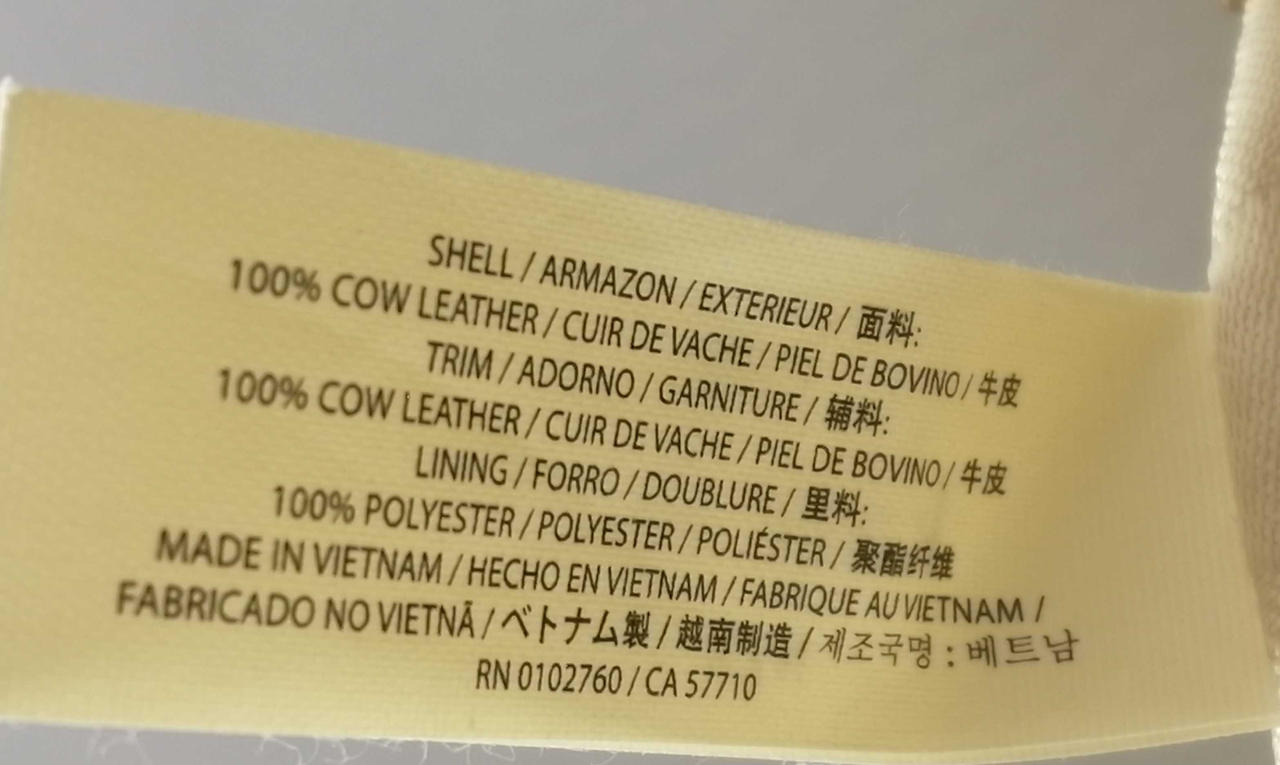 SHELL / ARMAZON / EXTERIEUR / 面料:
100% COW LEATHER / CUIR DE VACHE / PIEL DE BOVINO / 牛皮
TRIM / ADORNO / GARNITURE / 辅料:
100% COW LEATHER / CUIR DE VACHE / PIEL DE BOVINO / 牛皮
LINING / FORRO / DOUBLURE / 里料:
100% POLYESTER / POLYESTER / POLIÉSTER / 聚酯纤维
MADE IN VIETNAM / HECHO EN VIETNAM / FABRIQUE AU VIETNAM /
FABRICADO NO VIETNÃ / ベトナム製 / 越南制造 / 제조국명 : 베트남
RN 0102760 / CA 57710